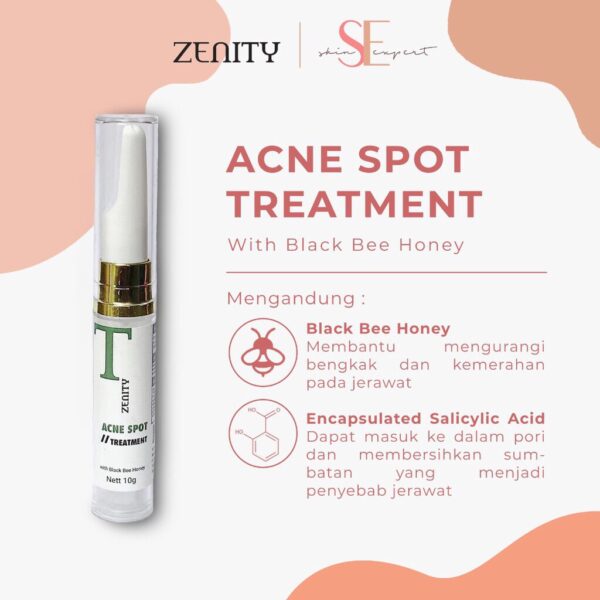 ZENITY
SE
skin expert
ACNE SPOT
TREATMENT
With Black Bee Honey
Mengandung :
Black Bee Honey
Membantu mengurangi
bengkak dan kemerahan
pada jerawat
HO
O
HO
Encapsulated Salicylic Acid
Dapat masuk ke dalam pori
dan membersihkan sum-
batan yang menjadi
penyebab jerawat
T
ZENITY
ACNE SPOT
// TREATMENT
with Black Bee Honey
Nett 10g